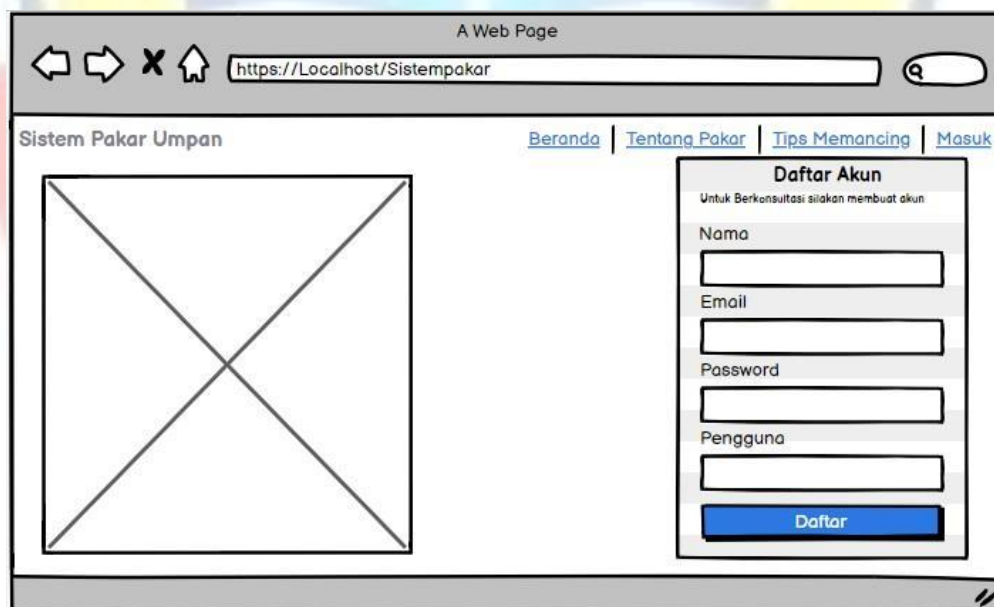 A Web Page
https://Localhost/Sistempakar
Sistem Pakar Umpan
Beranda | Tentang Pakar | Tips Memancing | Masuk
Daftar Akun
Untuk Berkonsultasi silakan membuat akun
Nama
Email
Password
Pengguna
Daftar